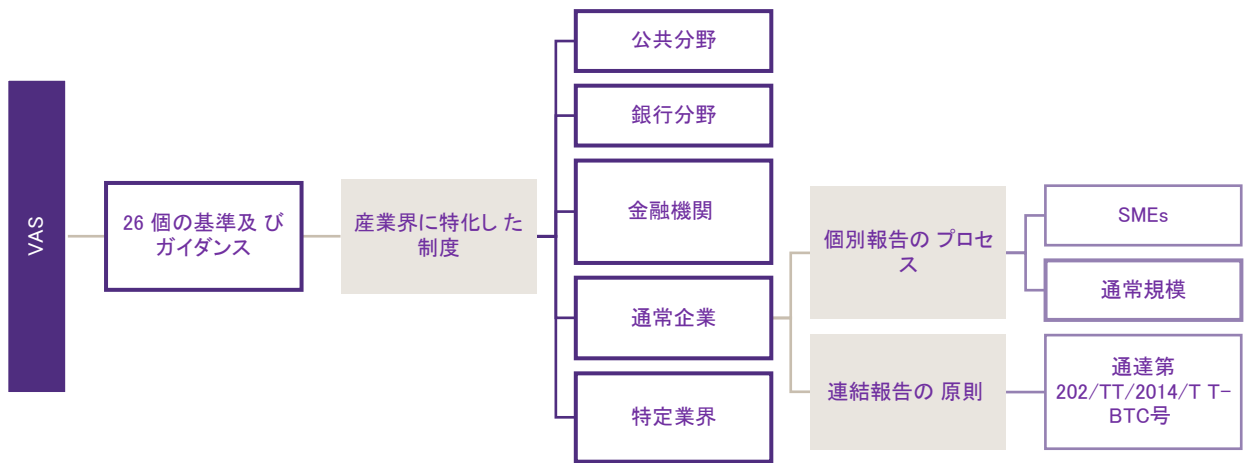 VAS
26 個の基準及 び
ガイダンス
産業界に特化し た
制度
公共分野
銀行分野
金融機関
通常企業
特定業界
個別報告の プロセ
ス
連結報告の 原則
SMEs
通常規模
通達第
202/TT/2014/T T-
BTC号